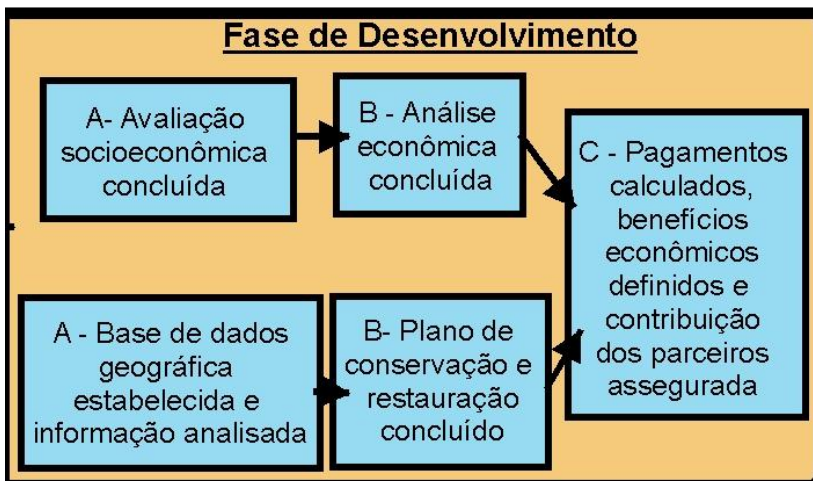 Fase de Desenvolvimento
A- Avaliação
socioeconômica
concluída
B - Análise
econômica
concluída
C - Pagamentos
calculados,
benefícios
econômicos
definidos e
contribuição
dos parceiros
assegurada
A - Base de dados
geográfica
estabelecida e
informação analisada
B- Plano de
conservação e
restauração
concluído